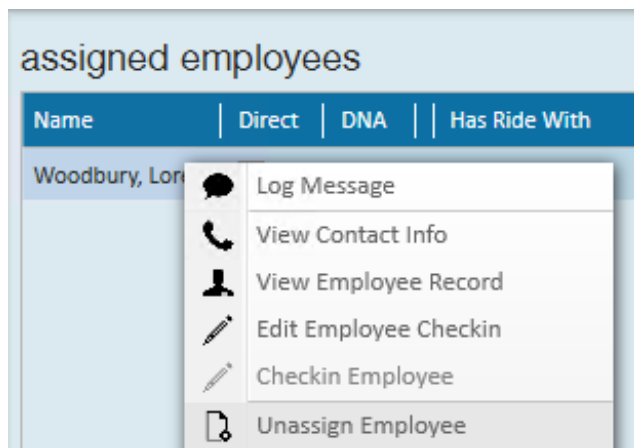 assigned employees
Name Direct DNA Has Ride With
Woodbury,
Log Message
View Contact Info
View Employee Record
Edit Employee Checkin
Checkin Employee
Unassign Employee